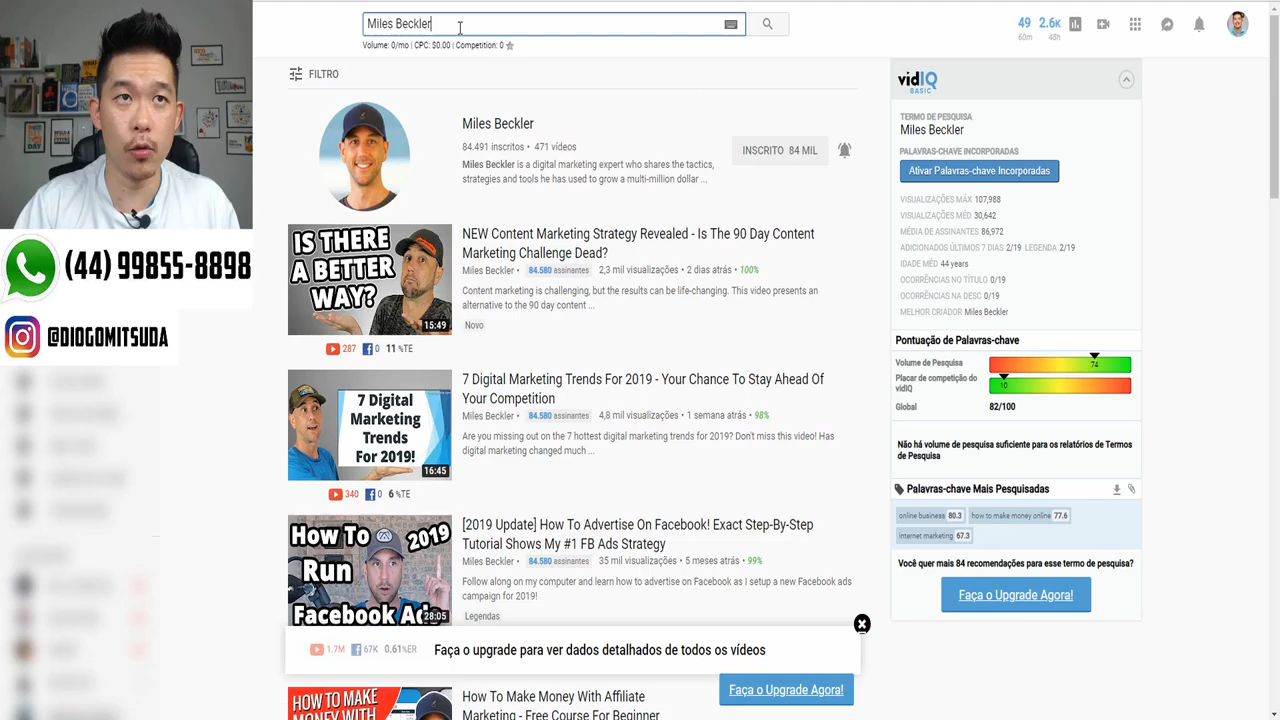 Miles Beckler
Volume: 0/mo | CPC: $0.00 | Competition: 0
49 2.6K
60m 48h
FILTRO
Miles Beckler
84.491 inscritos • 471 vídeos
Miles Beckler is a digital marketing expert who shares the tactics,
strategies and tools he has used to grow a multi-million dollar ...
INSCRITO 84 MIL
IS THERE
A BETTER
WAY?
15:49
NEW Content Marketing Strategy Revealed - Is The 90 Day Content
Marketing Challenge Dead?
Miles Beckler • 84.580 assinantes • 2,3 mil visualizações • 2 dias atrás • 100%
Content marketing is challenging, but the results can be life-changing. This video presents an
alternative to the 90 day content ...
Novo
287 0 11 %TE
7 Digital
Marketing
Trends
For 2019!
16:45
7 Digital Marketing Trends For 2019 - Your Chance To Stay Ahead Of
Your Competition
Miles Beckler • 84.580 assinantes • 4,8 mil visualizações • 1 semana atrás • 98%
Are you missing out on the 7 hottest digital marketing trends for 2019? Don't miss this video! Has
digital marketing changed much ...
340 0 6 %TE
How To 2019
Run
Facebook Ads
28:05
[2019 Update] How To Advertise On Facebook! Exact Step-By-Step
Tutorial Shows My #1 FB Ads Strategy
Miles Beckler • 84.580 assinantes • 35 mil visualizações • 5 meses atrás • 99%
Follow along on my computer and learn how to advertise on Facebook as I setup a new Facebook ads
campaign for 2019!
Legendas
1.7M 67K 0.61%ER
Faça o upgrade para ver dados detalhados de todos os vídeos
Faça o Upgrade Agora!
HOW TO MAKE
MONEY WITH
How To Make Money With Affiliate
Marketing - Free Course For Beginner
vidIQ
BASIC
TERMO DE PESQUISA
Miles Beckler
PALAVRAS-CHAVE INCORPORADAS
Ativar Palavras-chave Incorporadas
VISUALIZAÇÕES MÁX 107,988
VISUALIZAÇÕES MÉD 30,642
MÉDIA DE ASSINANTES 86,972
ADICIONADOS ÚLTIMOS 7 DIAS 2/19 LEGENDA 2/19
IDADE MÉD 44 years
OCORRÊNCIAS NO TÍTULO 0/19
OCORRÊNCIAS NA DESC 0/19
MELHOR CRIADOR Miles Beckler
Pontuação de Palavras-chave
Volume de Pesquisa 74
Placar de competição do
vidIQ 10
Global 82/100
Não há volume de pesquisa suficiente para os relatórios de Termos
de Pesquisa
Palavras-chave Mais Pesquisadas
online business 80.3 how to make money online 77.6
internet marketing 67.3
Você quer mais 84 recomendações para esse termo de pesquisa?
Faça o Upgrade Agora!
(44) 99855-8898
@DIOGOMITSUDA